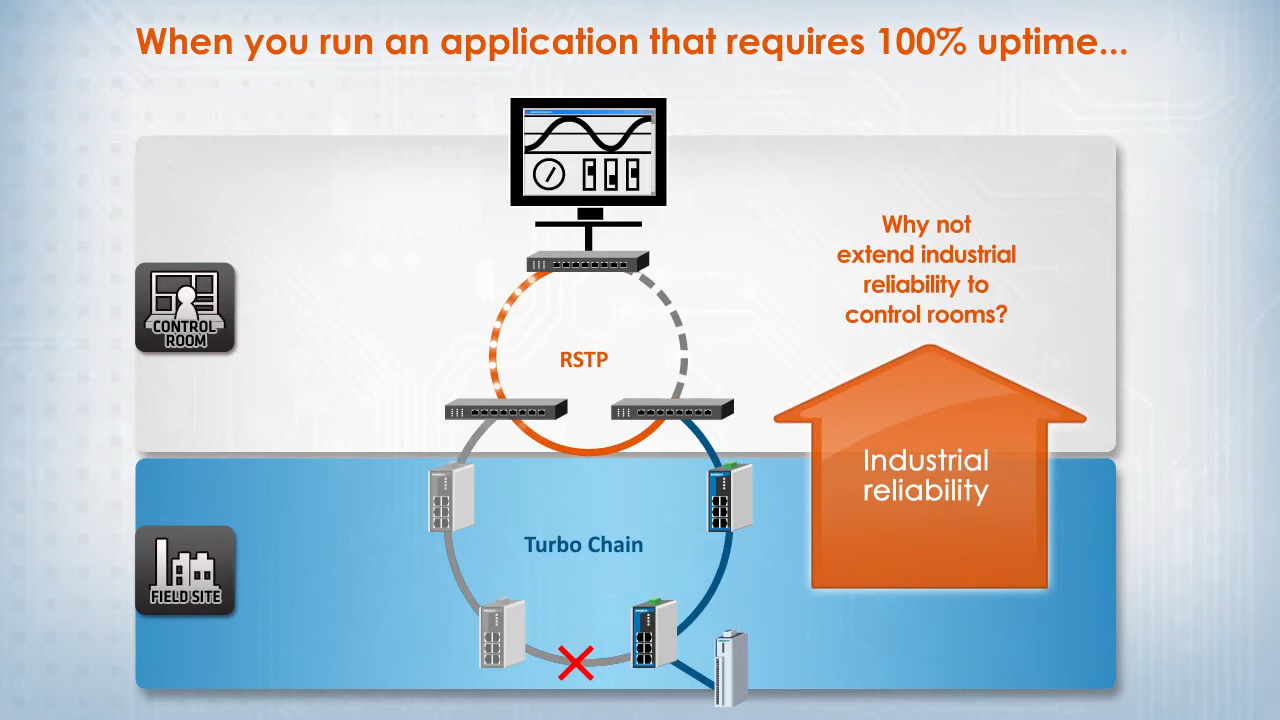 When you run an application that requires 100% uptime...
Why not
extend industrial
reliability to
control rooms?
CONTROL
ROOM
RSTP
Industrial
reliability
Turbo Chain
FIELD SITE